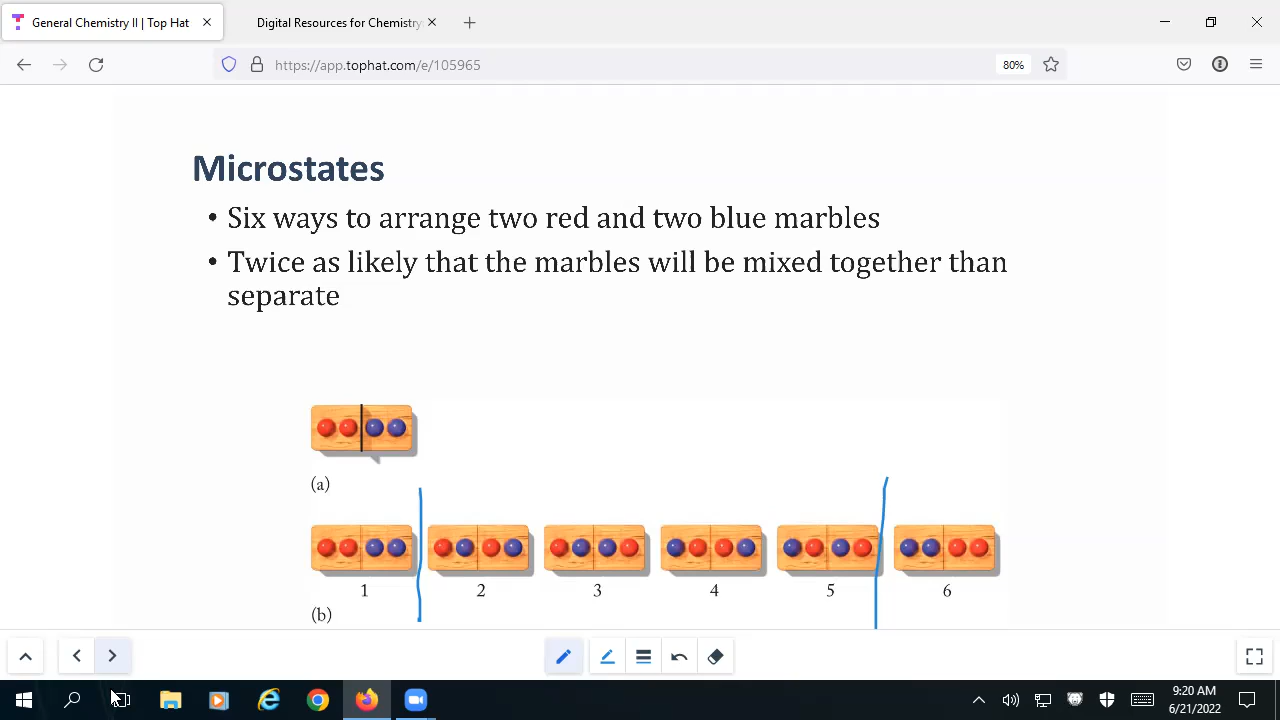 General Chemistry II | Top Hat
Digital Resources for Chemistry:
https://app.tophat.com/e/105965
80%
Microstates
• Six ways to arrange two red and two blue marbles
• Twice as likely that the marbles will be mixed together than
separate
(a)
1 2 3 4 5 6
(b)
9:20 AM
6/21/2022